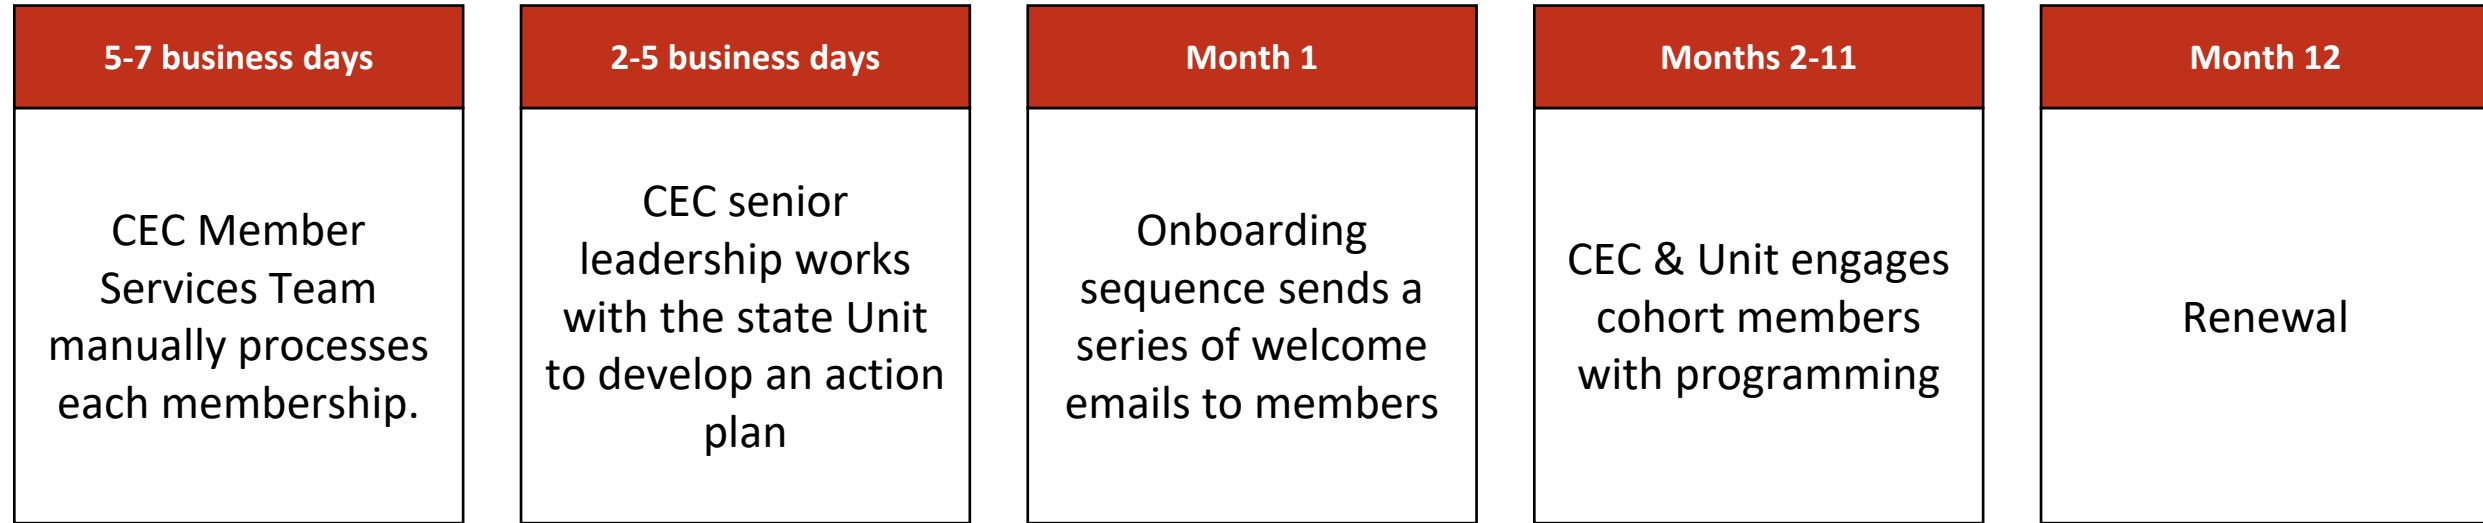 5-7 business days
CEC Member
Services Team
manually processes
each membership.
2-5 business days
CEC senior
leadership works
with the state Unit
to develop an action
plan
Month 1
Onboarding
sequence sends a
series of welcome
emails to members
Months 2-11
CEC & Unit engages
cohort members
with programming
Month 12
Renewal